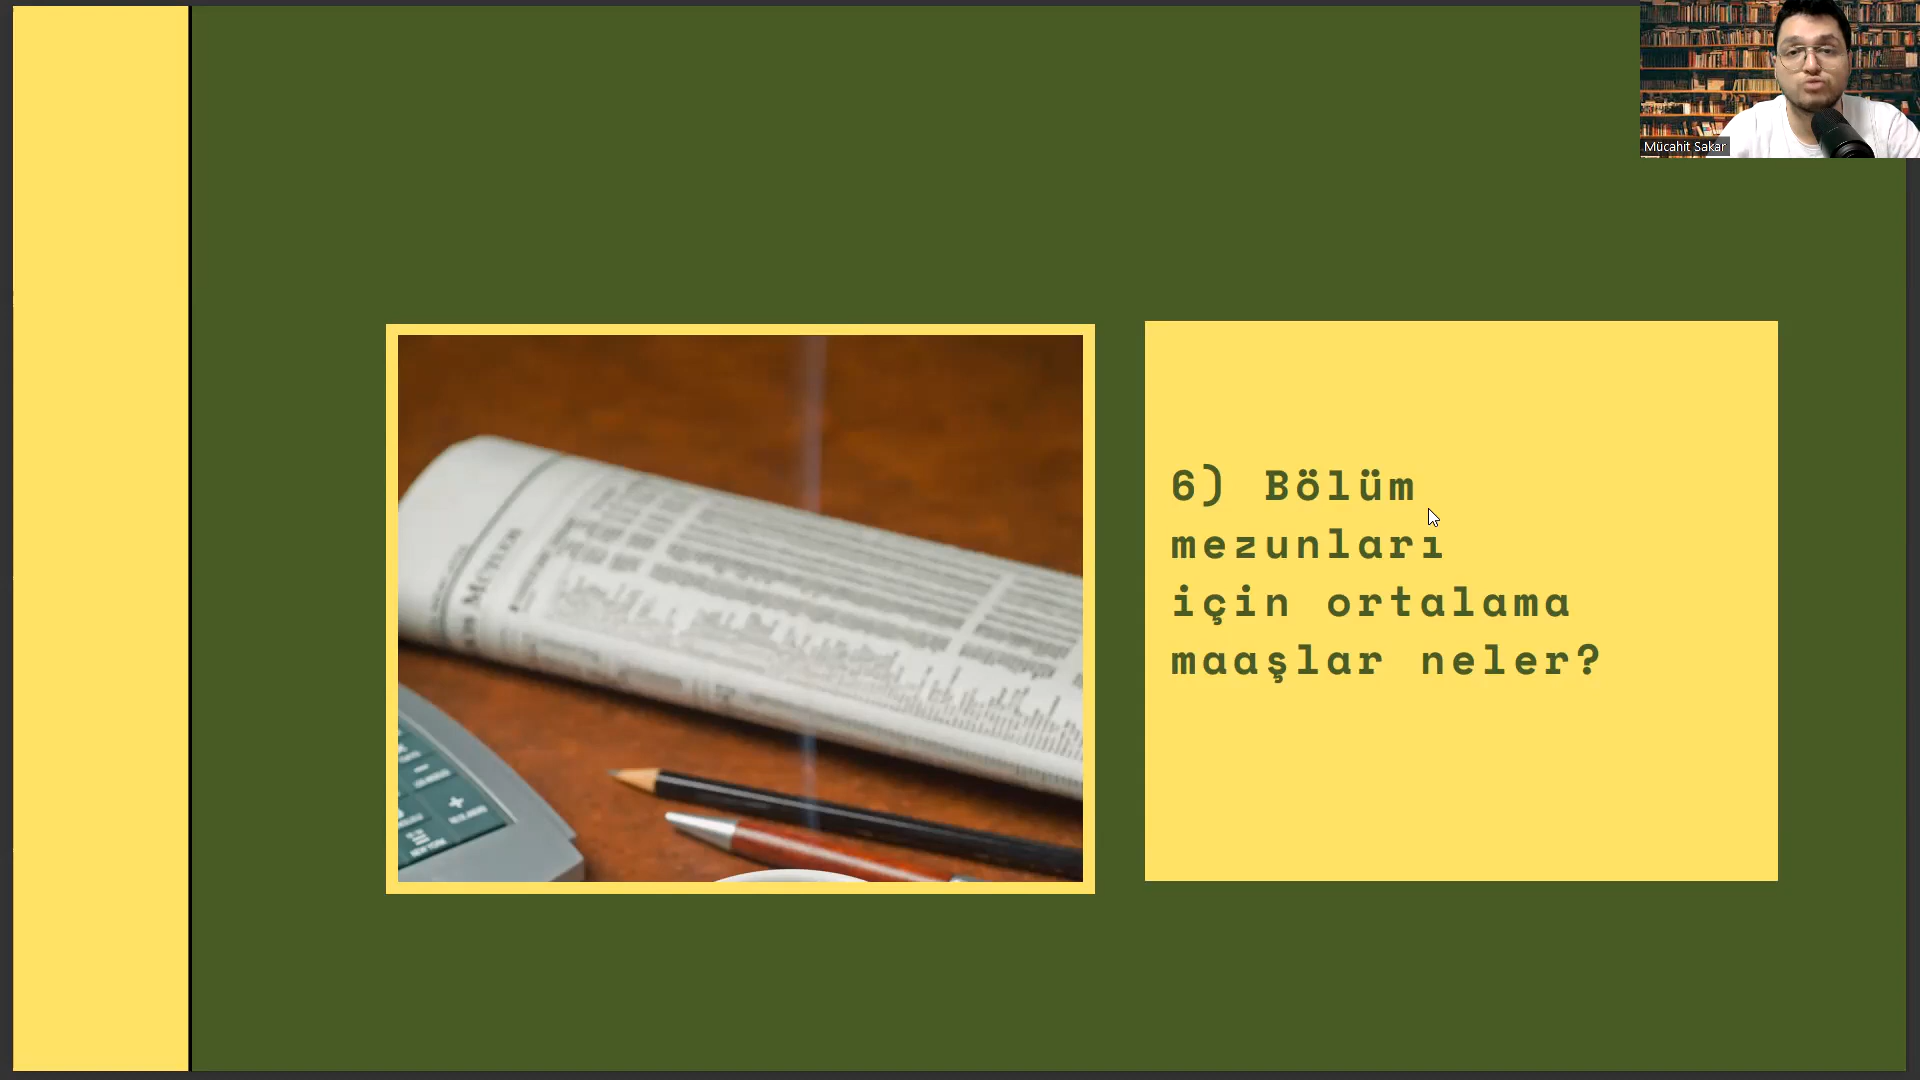 Mücahit Sakar
6) Bölüm
mezunları
için ortalama
maaşlar neler?